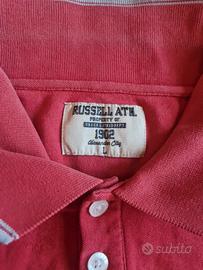 RUSSELL ATH.
PROPERTY OF
1902
Alexander City
L
subito